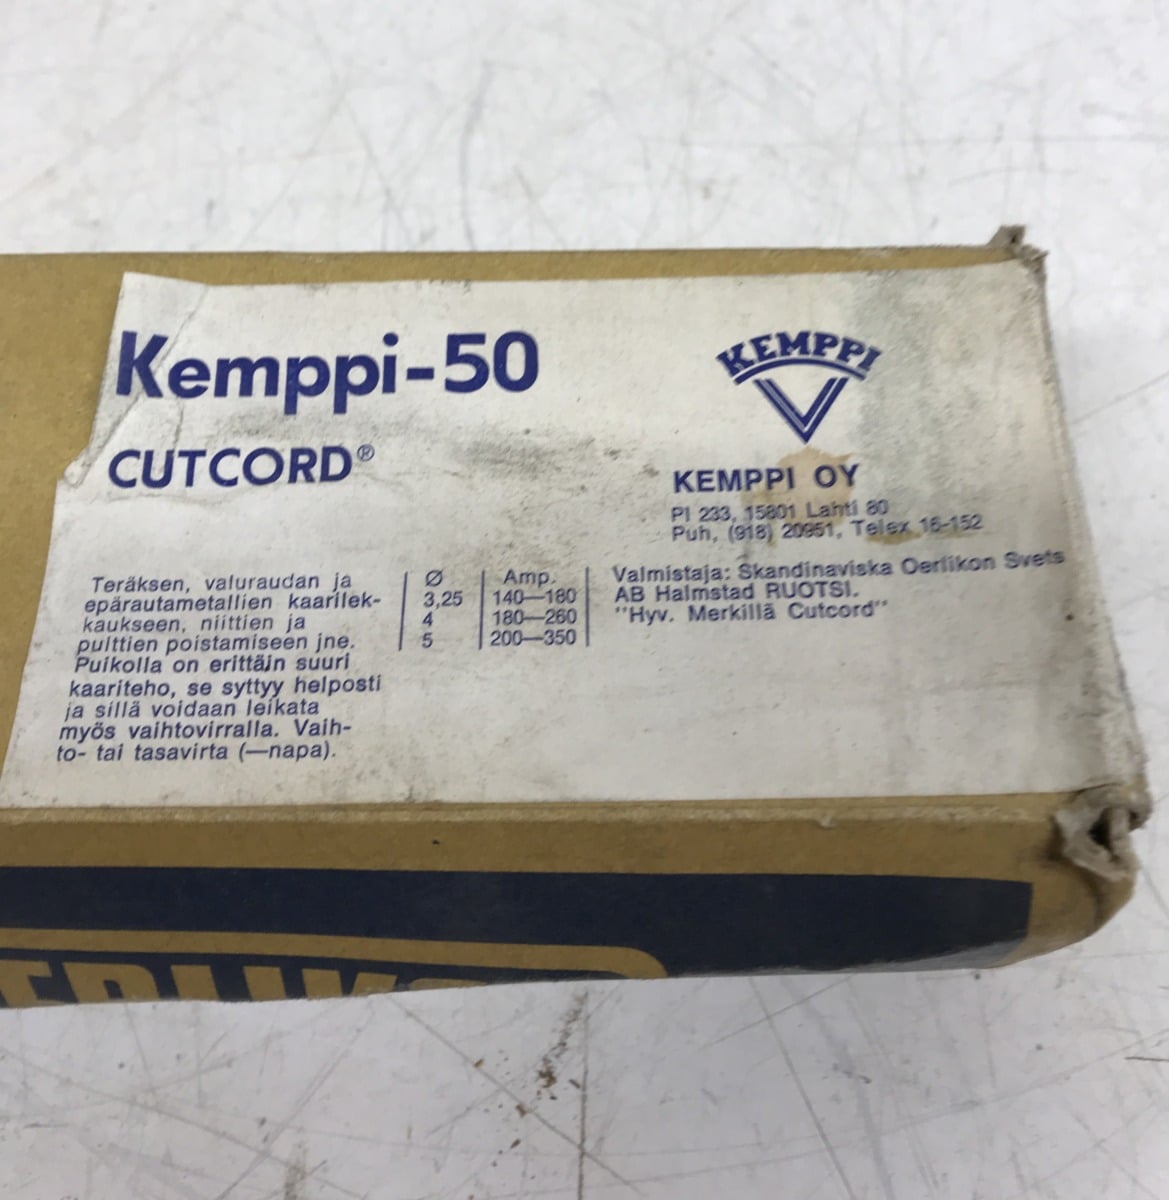 Kemppi-50
CUTCORD®
Teräksen, valuraudan ja
epärautametallien kaarilek-
kaukseen, niittien ja
pulttien poistamiseen jne.
Puikolla on erittäin suuri
kaariteho, se syttyy helposti
ja sillä voidaan leikata
myös vaihtovirralla. Vaih-
to- tai tasavirta (—napa).
Ø Amp.
3,25 140—180
4 180—260
5 200—350
KEMPPI
KEMPPI OY
Pl 233, 15801 Lahti 80
Puh. (918) 20951, Telex 16-152
Valmistaja: Skandinaviska Oerlikon Svets
AB Halmstad RUOTSI.
"Hyv. Merkillä Cutcord"